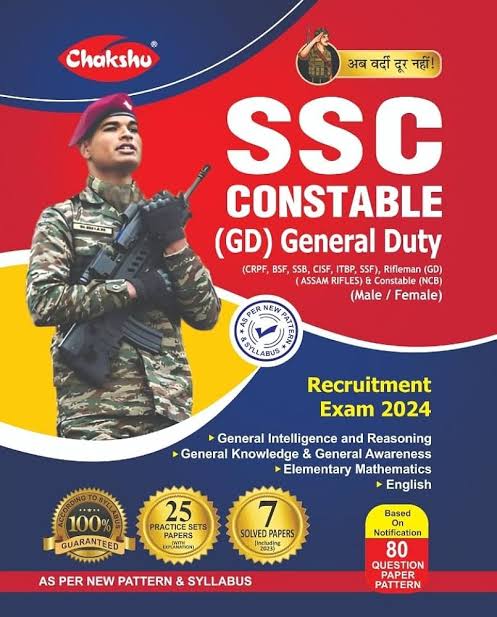 Chakshu®
अब वर्दी दूर नहीं!
SSC
CONSTABLE
(GD) General Duty
(CRPF, BSF, SSB, CISF, ITBP, SSF), Rifleman (GD)
( ASSAM RIFLES) & Constable (NCB)
(Male / Female)
AS PER NEW PATTERN
& SYLLABUS
Recruitment
Exam 2024
General Intelligence and Reasoning
General Knowledge & General Awareness
Elementary Mathematics
English
ACCORDING TO SYLLABUS
100%
GUARANTEED
25
PRACTICE SETS
PAPERS
(WITH
EXPLANATION)
7
SOLVED PAPERS
(Including
2023)
Based
On
Notification
80
QUESTION
PAPER
PATTERN
AS PER NEW PATTERN & SYLLABUS